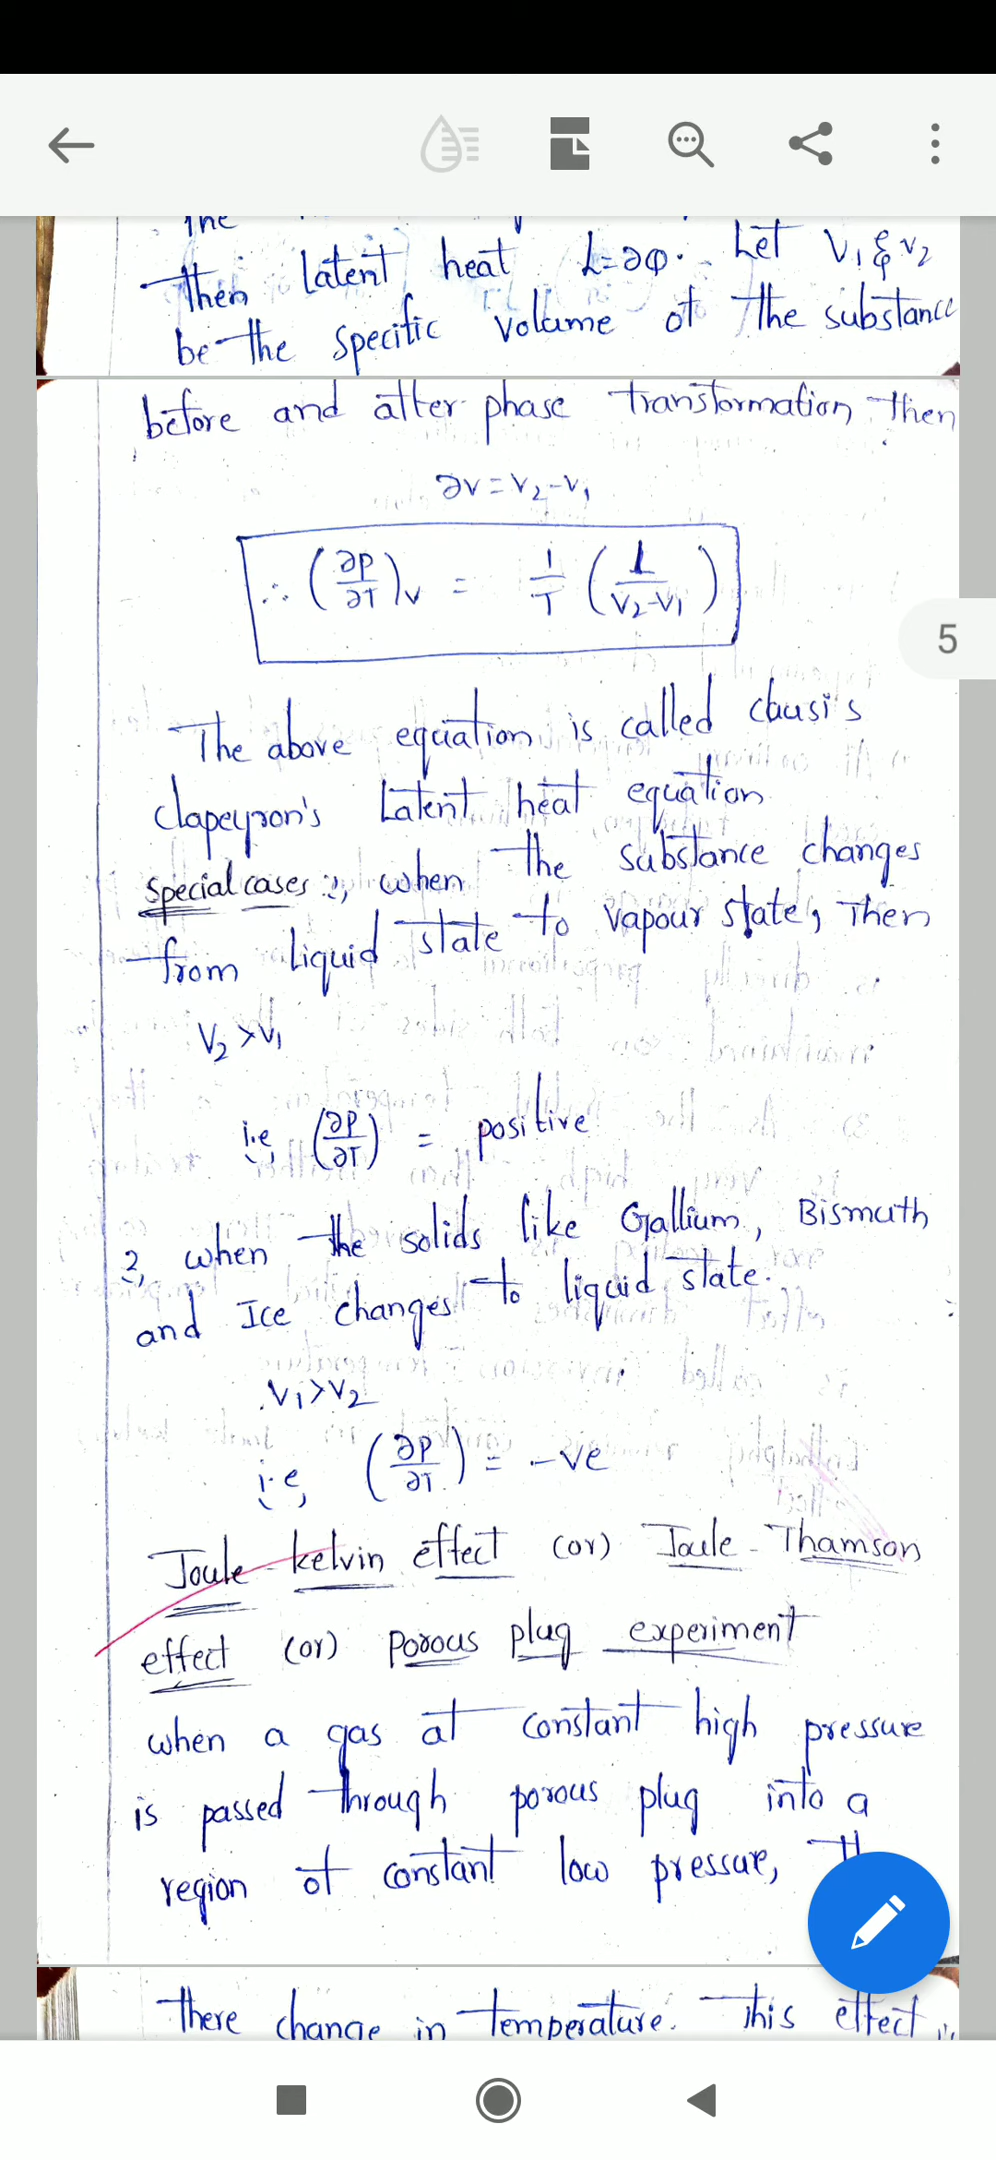 the
Then latent heat L=∂Q. Let V₁ & V₂
be the specific volume of the substance
before and after phase transformation then
∂V = V₂-V₁
∴ (∂P/∂T)ᵥ = 1/T (L/V₂-V₁)
5
The above equation is called clausi's
clapeyron's Latent heat equation
special cases :- 1, when the substance changes
from liquid state to vapour state, Then
V₂ > V₁
i.e, (∂P/∂T) = positive
2, when the solids like Gallium, Bismuth
and Ice changes to liquid state.
V₁ > V₂
i.e, (∂P/∂T) = -ve
Joule - kelvin effect (or) Joule - Thamson
effect (or) Porous plug experiment
when a gas at constant high pressure
is passed through porous plug into a
region of constant low pressure,
there change in temperature. This effect